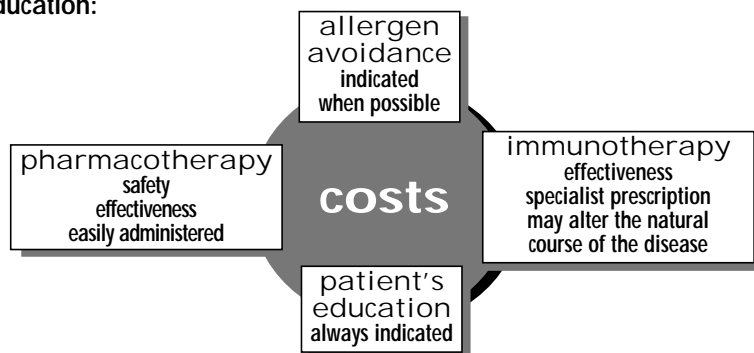 ducation:
allergen
avoidance
indicated
when possible
pharmacotherapy
safety
effectiveness
easily administered
costs
immunotherapy
effectiveness
specialist prescription
may alter the natural
course of the disease
patient's
education
always indicated